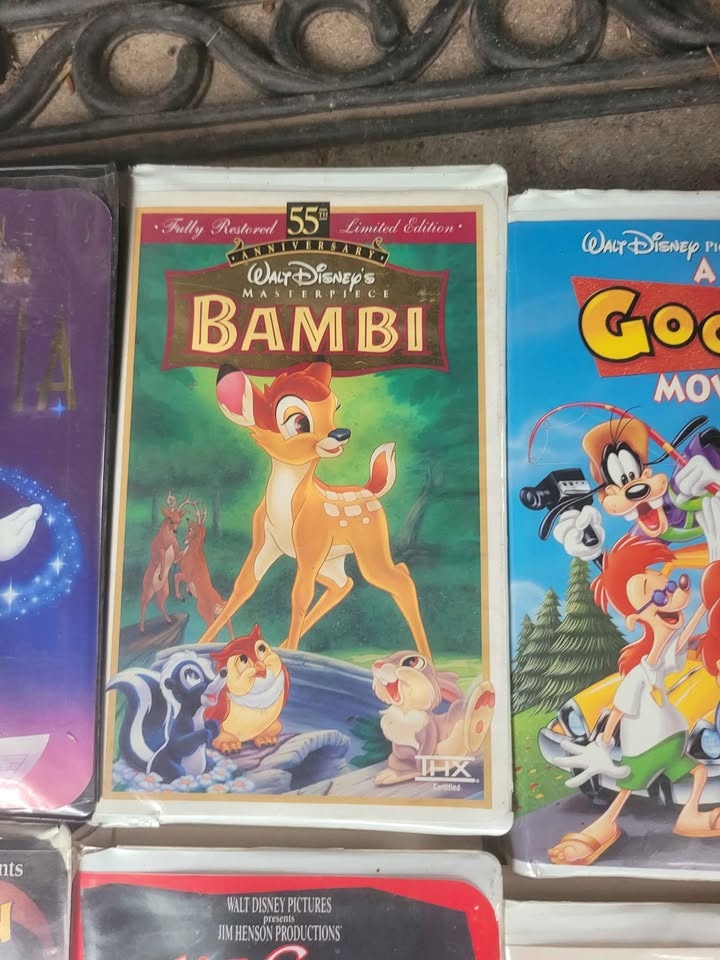 Fully Restored 55TH Limited Edition
ANNIVERSARY
WALT DISNEY'S
MASTERPIECE
BAMBI
THX
Certified
IA
WALT DISNEY
A
GOO
MOV
nts
WALT DISNEY PICTURES
presents
JIM HENSON PRODUCTIONS'